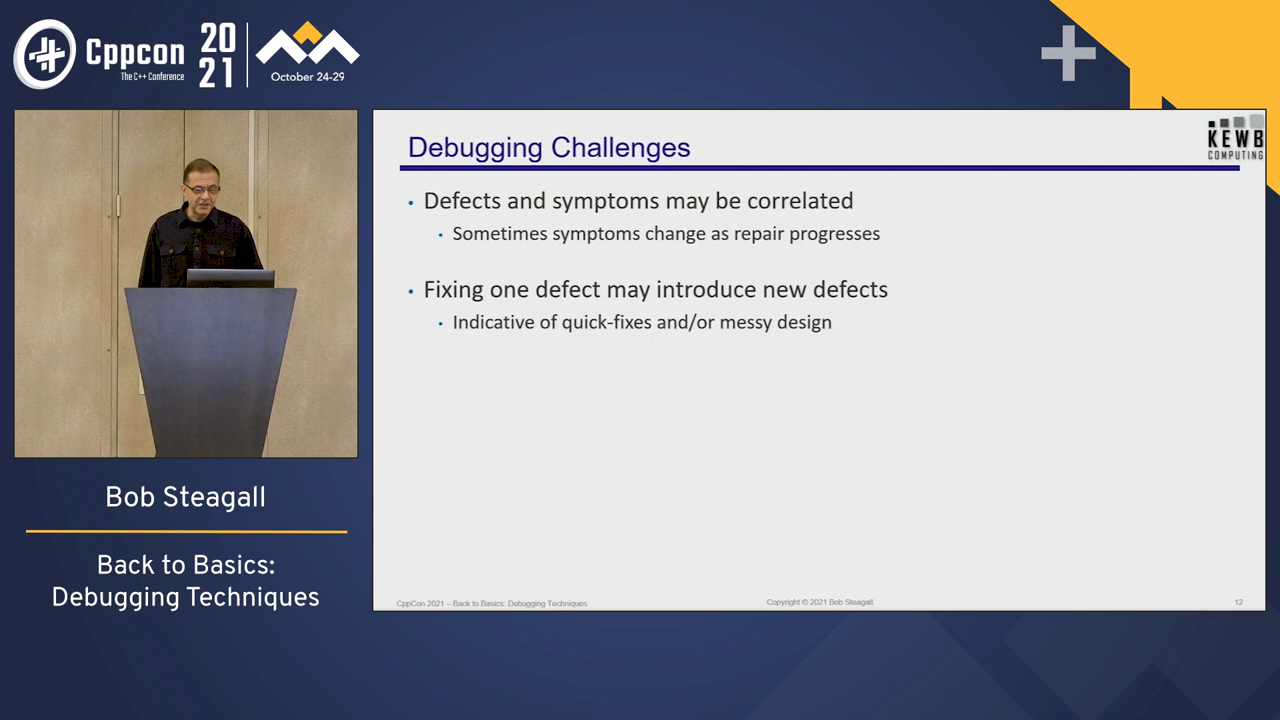 Cppcon
The C++ Conference
20
21
October 24-29
KEWB
COMPUTING
Debugging Challenges
• Defects and symptoms may be correlated
• Sometimes symptoms change as repair progresses
• Fixing one defect may introduce new defects
• Indicative of quick-fixes and/or messy design
CppCon 2021 – Back to Basics: Debugging Techniques
Copyright © 2021 Bob Steagall
12
Bob Steagall
Back to Basics:
Debugging Techniques